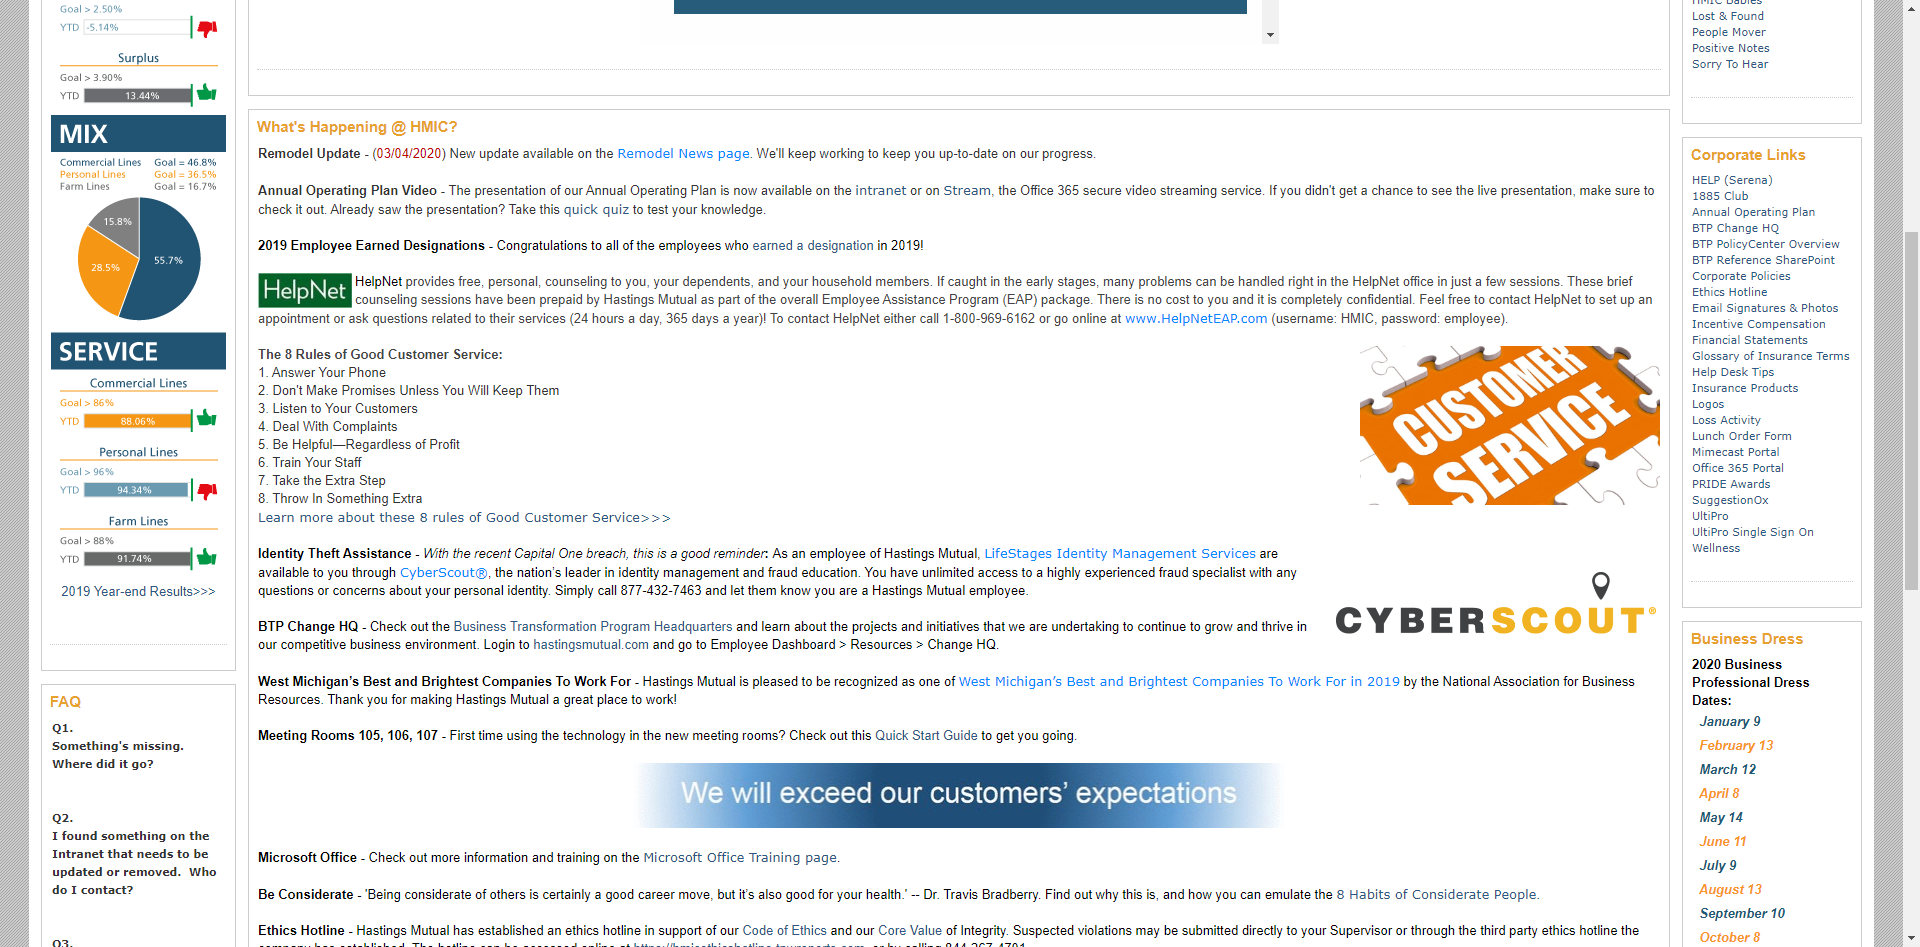 Goal > 2.50%
YTD -5.14%
Surplus
Goal > 3.90%
YTD 13.44%
MIX
Commercial Lines Goal = 46.8%
Personal Lines Goal = 36.5%
Farm Lines Goal = 16.7%
15.8%
55.7%
28.5%
SERVICE
Commercial Lines
Goal > 86%
YTD 88.06%
Personal Lines
Goal > 96%
YTD 94.34%
Farm Lines
Goal > 88%
YTD 91.74%
2019 Year-end Results>>>
FAQ
Q1.
Something's missing.
Where did it go?
Q2.
I found something on the
Intranet that needs to be
updated or removed.  Who
do I contact?
Q3.
What's Happening @ HMIC?
Remodel Update - (03/04/2020) New update available on the Remodel News page. We'll keep working to keep you up-to-date on our progress.
Annual Operating Plan Video - The presentation of our Annual Operating Plan is now available on the intranet or on Stream, the Office 365 secure video streaming service. If you didn't get a chance to see the live presentation, make sure to
check it out. Already saw the presentation? Take this quick quiz to test your knowledge.
2019 Employee Earned Designations - Congratulations to all of the employees who earned a designation in 2019!
HelpNet
HelpNet provides free, personal, counseling to you, your dependents, and your household members. If caught in the early stages, many problems can be handled right in the HelpNet office in just a few sessions. These brief
counseling sessions have been prepaid by Hastings Mutual as part of the overall Employee Assistance Program (EAP) package. There is no cost to you and it is completely confidential. Feel free to contact HelpNet to set up an
appointment or ask questions related to their services (24 hours a day, 365 days a year)! To contact HelpNet either call 1-800-969-6162 or go online at www.HelpNetEAP.com (username: HMIC, password: employee).
The 8 Rules of Good Customer Service:
1. Answer Your Phone
2. Don't Make Promises Unless You Will Keep Them
3. Listen to Your Customers
4. Deal With Complaints
5. Be Helpful—Regardless of Profit
6. Train Your Staff
7. Take the Extra Step
8. Throw In Something Extra
Learn more about these 8 rules of Good Customer Service>>>
CUSTOMER
SERVICE
Identity Theft Assistance - With the recent Capital One breach, this is a good reminder: As an employee of Hastings Mutual, LifeStages Identity Management Services are
available to you through CyberScout®, the nation's leader in identity management and fraud education. You have unlimited access to a highly experienced fraud specialist with any
questions or concerns about your personal identity. Simply call 877-432-7463 and let them know you are a Hastings Mutual employee.
CYBERSCOUT®
BTP Change HQ - Check out the Business Transformation Program Headquarters and learn about the projects and initiatives that we are undertaking to continue to grow and thrive in
our competitive business environment. Login to hastingsmutual.com and go to Employee Dashboard > Resources > Change HQ.
West Michigan's Best and Brightest Companies To Work For - Hastings Mutual is pleased to be recognized as one of West Michigan's Best and Brightest Companies To Work For in 2019 by the National Association for Business
Resources. Thank you for making Hastings Mutual a great place to work!
Meeting Rooms 105, 106, 107 - First time using the technology in the new meeting rooms? Check out this Quick Start Guide to get you going.
We will exceed our customers' expectations
Microsoft Office - Check out more information and training on the Microsoft Office Training page.
Be Considerate - 'Being considerate of others is certainly a good career move, but it's also good for your health.' -- Dr. Travis Bradberry. Find out why this is, and how you can emulate the 8 Habits of Considerate People.
Ethics Hotline - Hastings Mutual has established an ethics hotline in support of our Code of Ethics and our Core Value of Integrity. Suspected violations may be submitted directly to your Supervisor or through the third party ethics hotline the
HMIC Babies
Lost & Found
People Mover
Positive Notes
Sorry To Hear
Corporate Links
HELP (Serena)
1885 Club
Annual Operating Plan
BTP Change HQ
BTP PolicyCenter Overview
BTP Reference SharePoint
Corporate Policies
Ethics Hotline
Email Signatures & Photos
Incentive Compensation
Financial Statements
Glossary of Insurance Terms
Help Desk Tips
Insurance Products
Logos
Loss Activity
Lunch Order Form
Mimecast Portal
Office 365 Portal
PRIDE Awards
SuggestionOx
UltiPro
UltiPro Single Sign On
Wellness
Business Dress
2020 Business
Professional Dress
Dates:
January 9
February 13
March 12
April 8
May 14
June 11
July 9
August 13
September 10
October 8